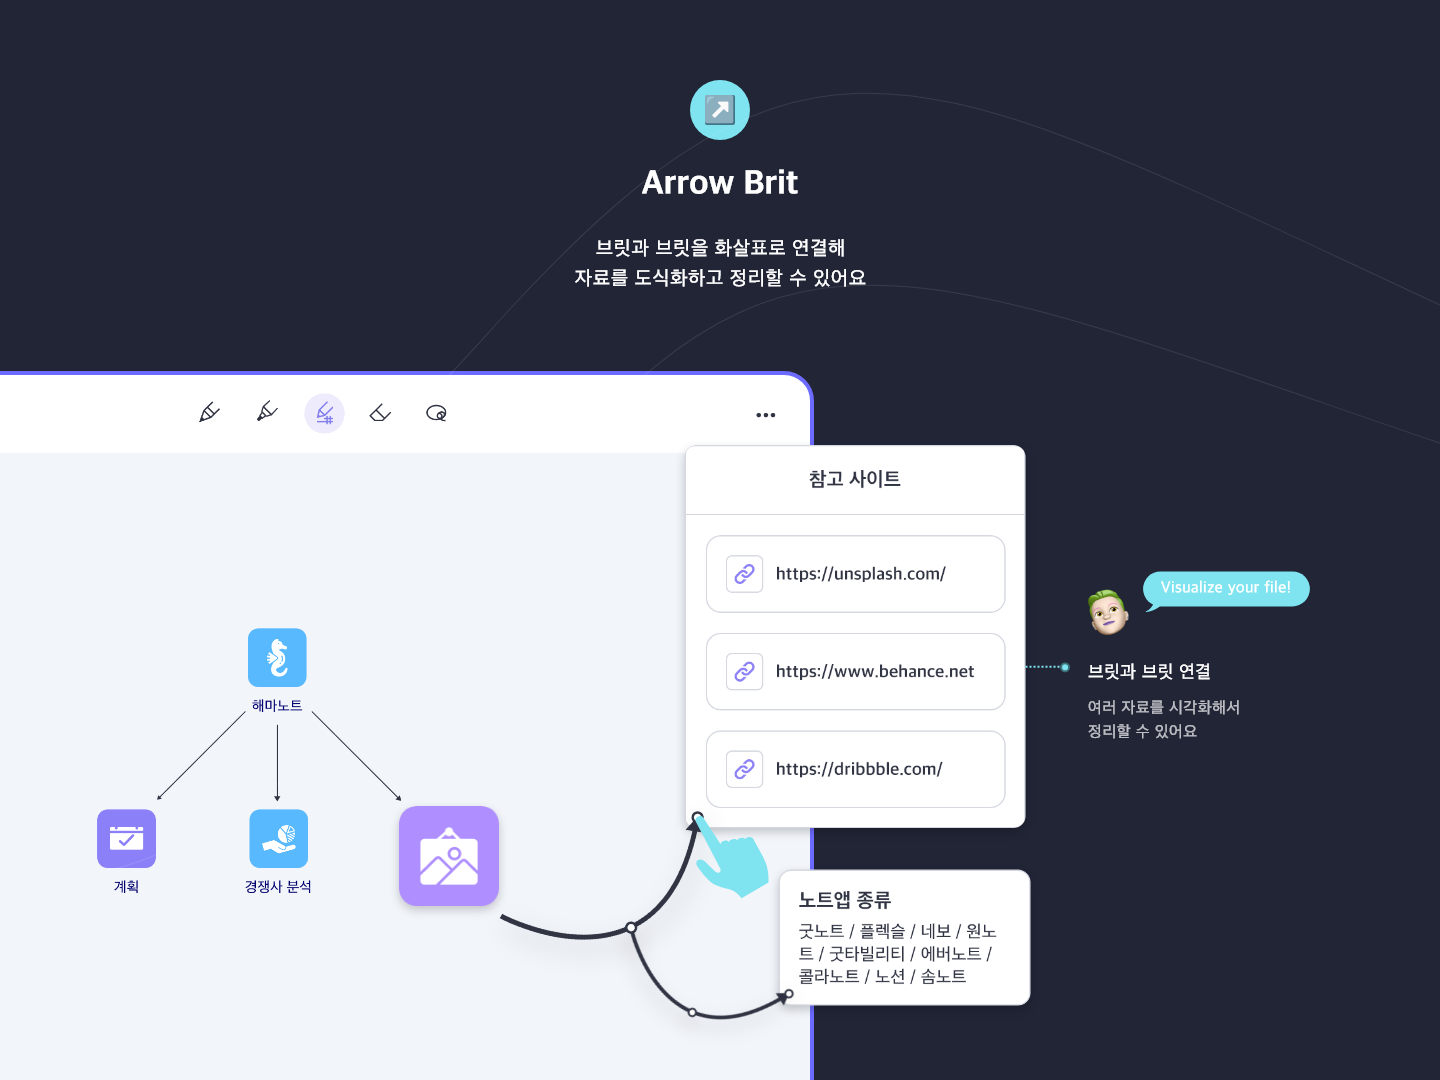 Arrow Brit
브릿과 브릿을 화살표로 연결해
자료를 도식화하고 정리할 수 있어요
참고 사이트
https://unsplash.com/
https://www.behance.net
https://dribbble.com/
Visualize your file!
브릿과 브릿 연결
여러 자료를 시각화해서
정리할 수 있어요
해마노트
계획
경쟁사 분석
노트앱 종류
굿노트 / 플렉슬 / 네보 / 원노
트 / 굿타빌리티 / 에버노트 /
콜라노트 / 노션 / 솜노트